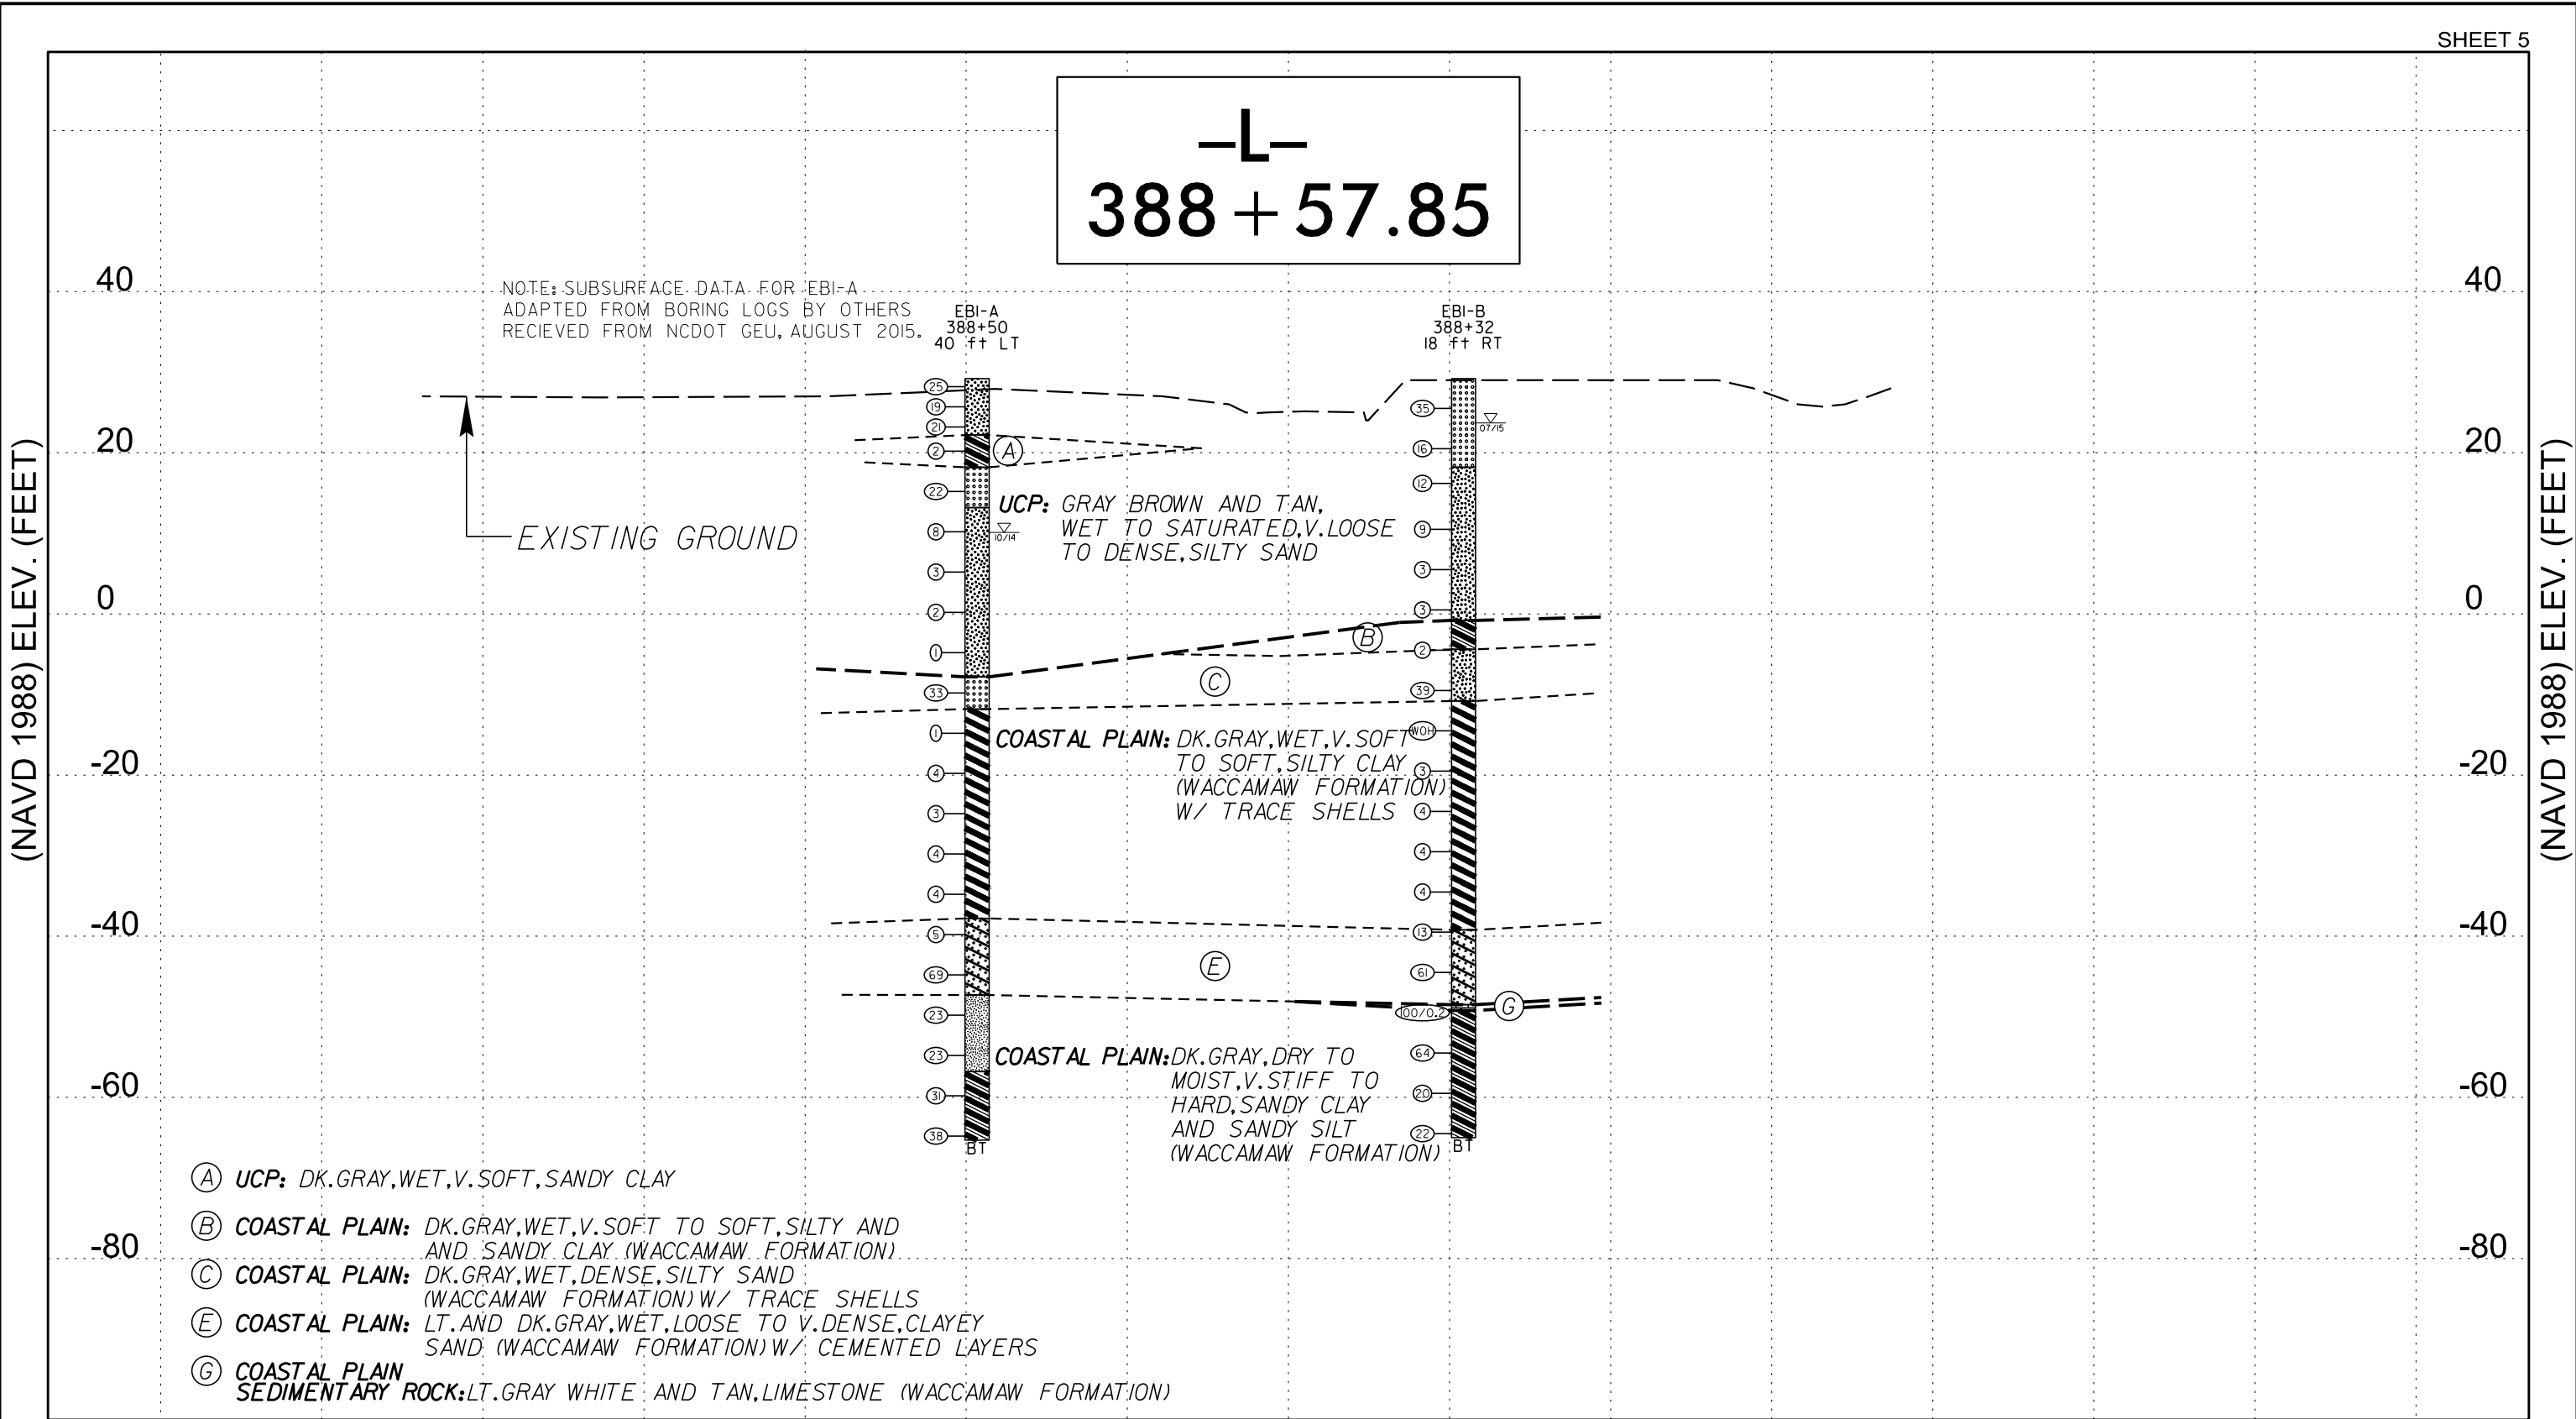 SHEET 5
–L–
388+57.85
40
40
NOTE: SUBSURFACE DATA FOR EB1-A
ADAPTED FROM BORING LOGS BY OTHERS
RECIEVED FROM NCDOT GEU, AUGUST 2015.
EB1-A
388+50
40 ft LT
EB1-B
388+32
18 ft RT
25
19
21
2
22
8
3
2
1
33
1
4
3
4
4
5
69
23
23
31
38
BT
10/14
35
16
12
9
3
3
2
39
WOH
3
4
4
4
13
61
100/0.2
64
20
22
BT
07/15
A
UCP: GRAY BROWN AND TAN,
WET TO SATURATED, V. LOOSE
TO DENSE, SILTY SAND
EXISTING GROUND
20
20
0
0
B
C
COASTAL PLAIN: DK. GRAY, WET, V. SOFT
TO SOFT, SILTY CLAY
(WACCAMAW FORMATION)
W/ TRACE SHELLS
-20
-20
-40
-40
E
G
COASTAL PLAIN: DK. GRAY, DRY TO
MOIST, V. STIFF TO
HARD, SANDY CLAY
AND SANDY SILT
(WACCAMAW FORMATION)
-60
-60
-80
-80
(NAVD 1988) ELEV. (FEET)
(NAVD 1988) ELEV. (FEET)
A UCP: DK. GRAY, WET, V. SOFT, SANDY CLAY
B COASTAL PLAIN: DK. GRAY, WET, V. SOFT TO SOFT, SILTY AND
AND SANDY CLAY (WACCAMAW FORMATION)
C COASTAL PLAIN: DK. GRAY, WET, DENSE, SILTY SAND
(WACCAMAW FORMATION) W/ TRACE SHELLS
E COASTAL PLAIN: LT. AND DK. GRAY, WET, LOOSE TO V. DENSE, CLAYEY
SAND (WACCAMAW FORMATION) W/ CEMENTED LAYERS
G COASTAL PLAIN
SEDIMENTARY ROCK: LT. GRAY WHITE AND TAN, LIMESTONE (WACCAMAW FORMATION)